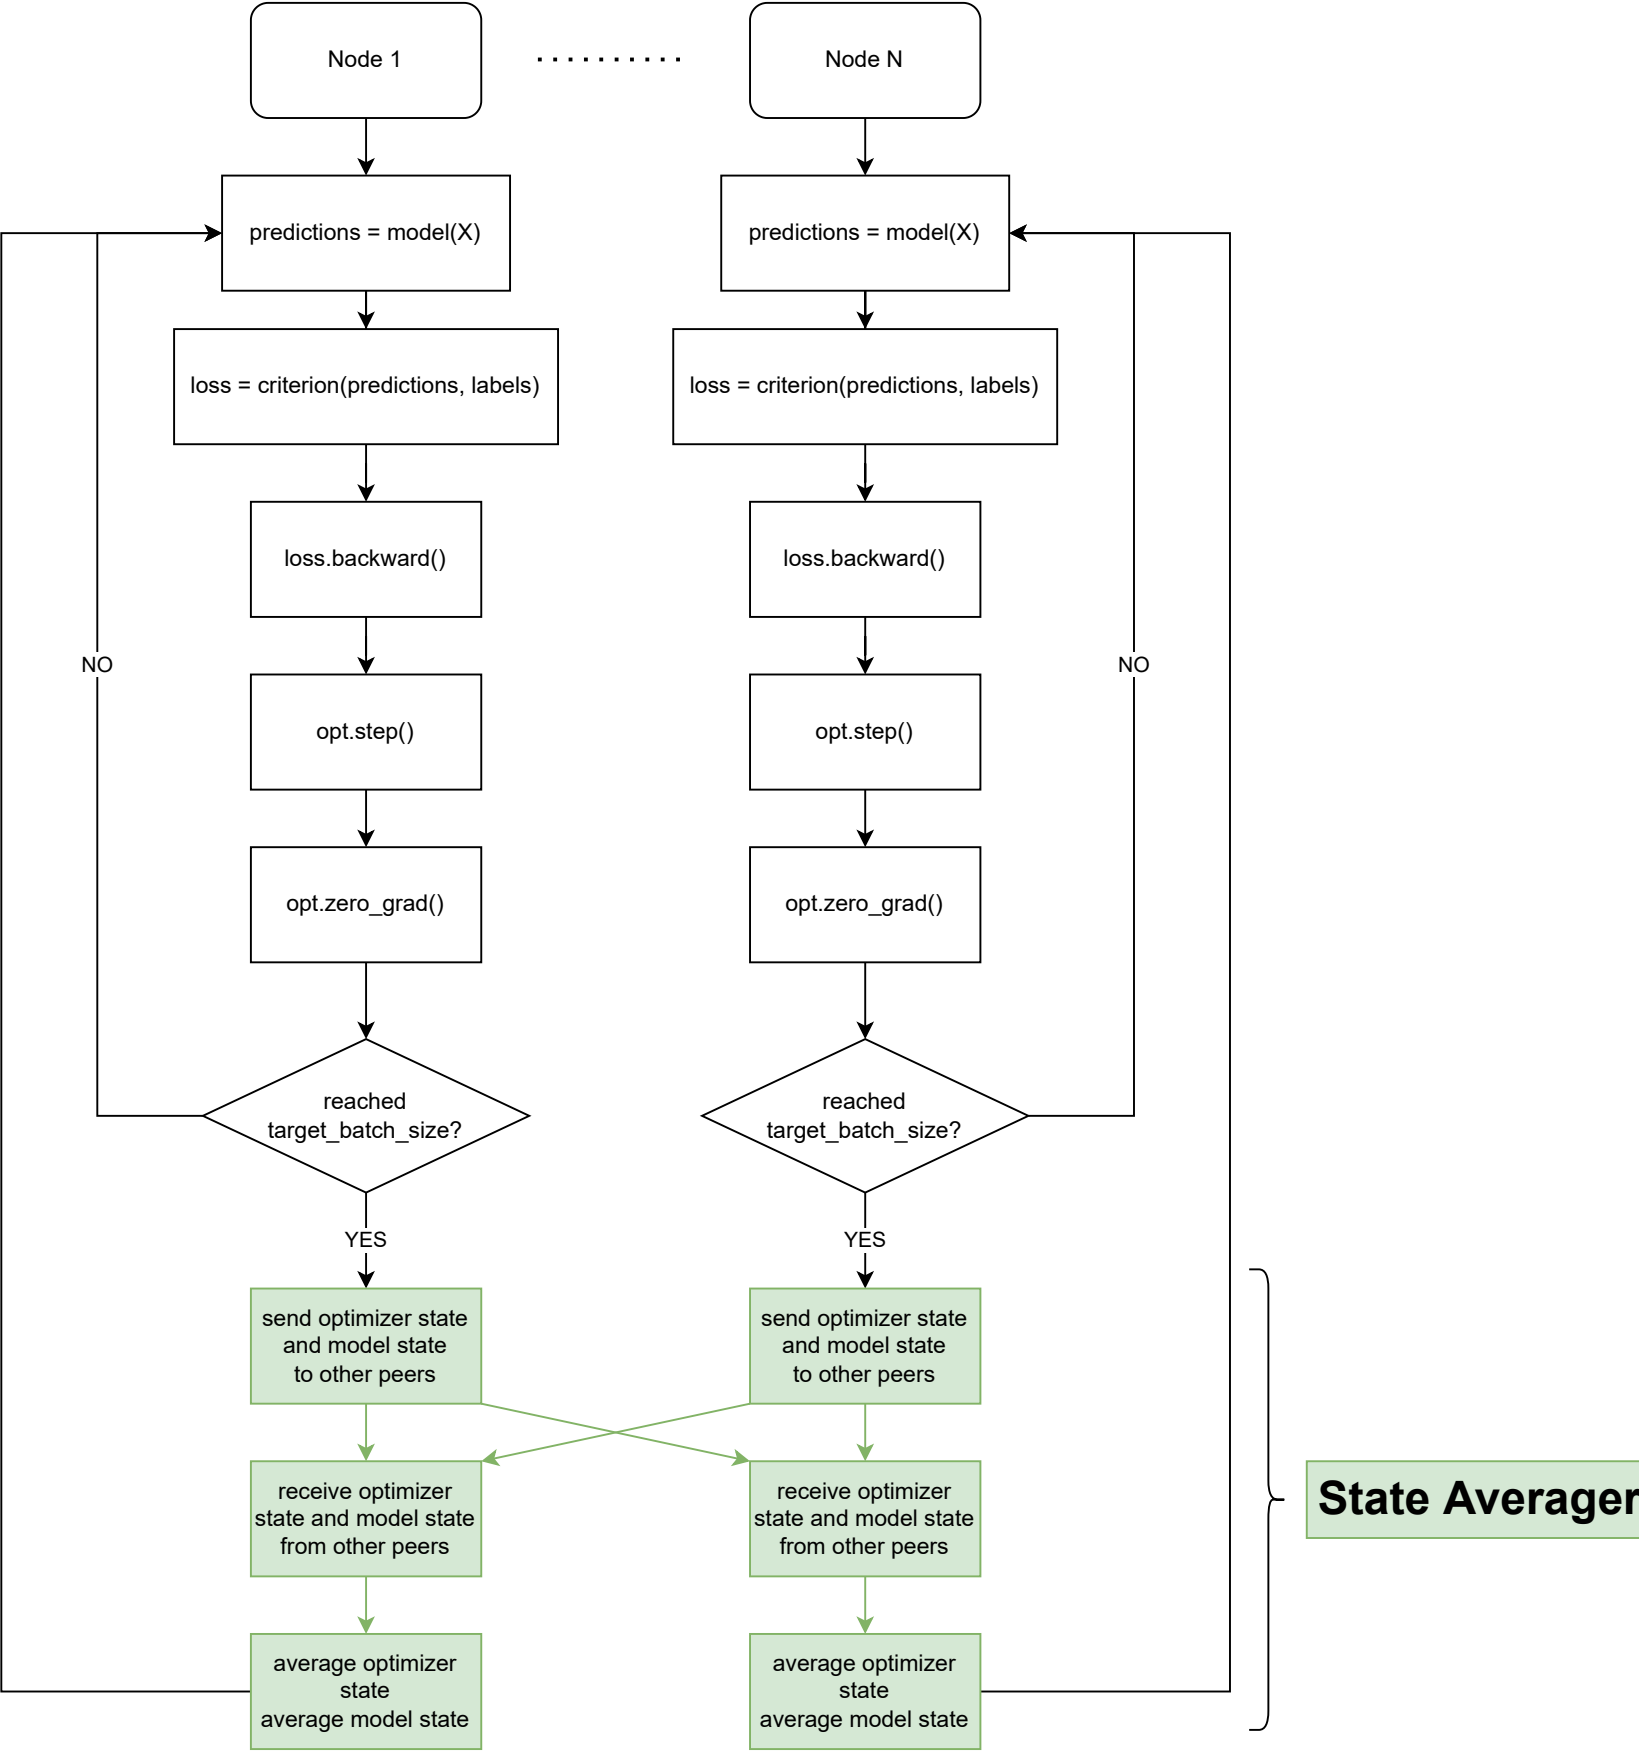 Node 1
Node N
predictions = model(X)
predictions = model(X)
loss = criterion(predictions, labels)
loss = criterion(predictions, labels)
loss.backward()
loss.backward()
NO
NO
opt.step()
opt.step()
opt.zero_grad()
opt.zero_grad()
reached
target_batch_size?
reached
target_batch_size?
YES
YES
send optimizer state
and model state
to other peers
send optimizer state
and model state
to other peers
receive optimizer
state and model state
from other peers
receive optimizer
state and model state
from other peers
State Averager
average optimizer
state
average model state
average optimizer
state
average model state